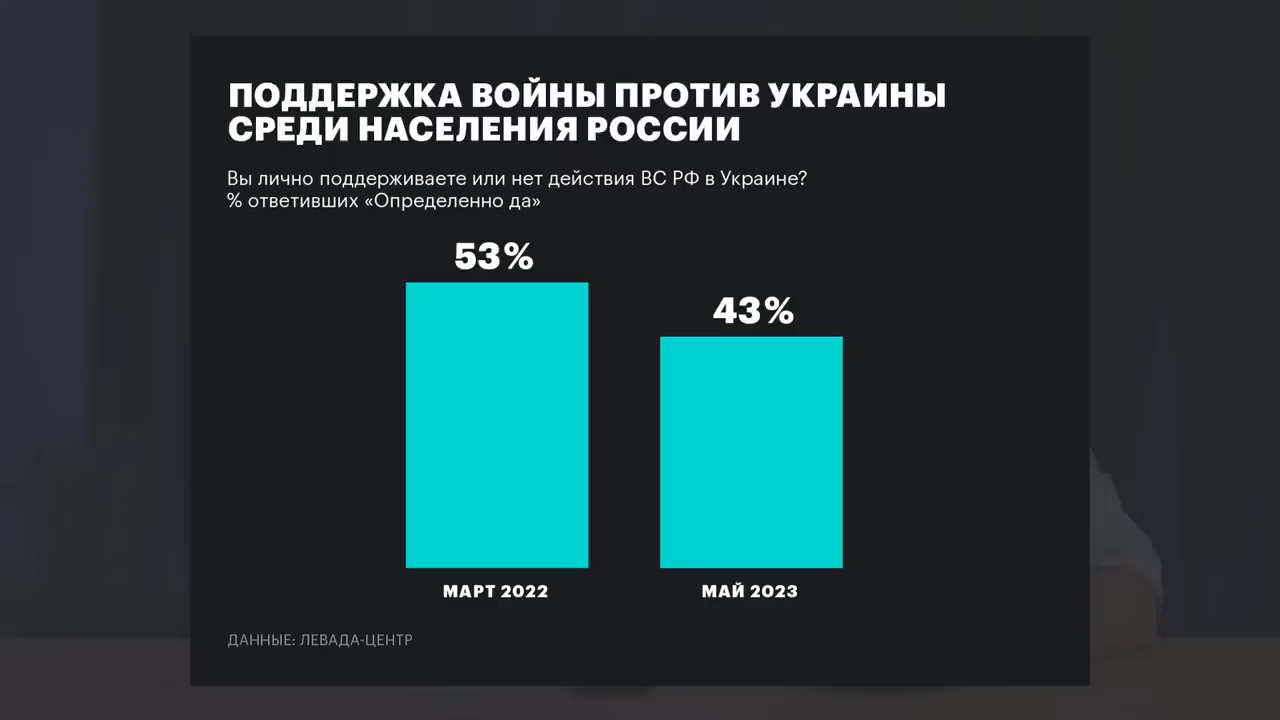 ПОДДЕРЖКА ВОЙНЫ ПРОТИВ УКРАИНЫ
СРЕДИ НАСЕЛЕНИЯ РОССИИ
Вы лично поддерживаете или нет действия ВС РФ в Украине?
% ответивших «Определенно да»
53%
43%
МАРТ 2022
МАЙ 2023
ДАННЫЕ: ЛЕВАДА-ЦЕНТР